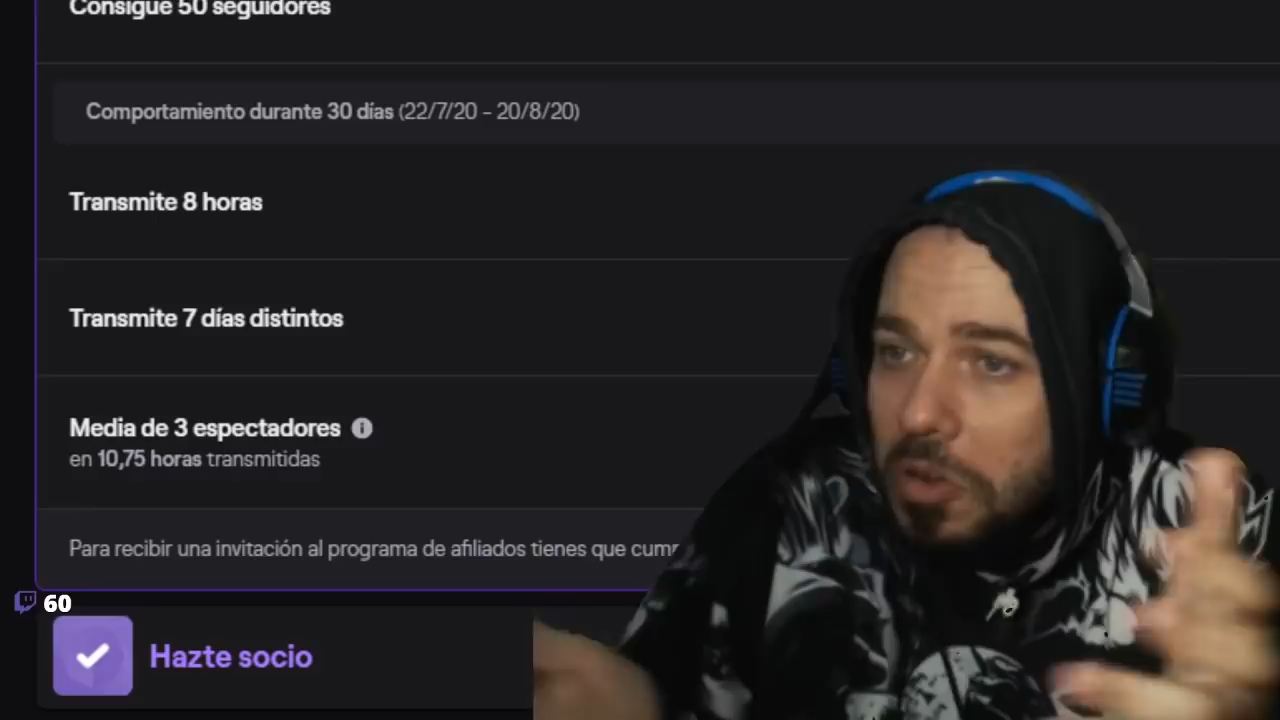 Consigue 50 seguidores
Comportamiento durante 30 días (22/7/20 - 20/8/20)
Transmite 8 horas
Transmite 7 días distintos
Media de 3 espectadores
en 10,75 horas transmitidas
Para recibir una invitación al programa de afiliados tienes que
60
Hazte socio